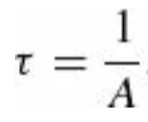 τ = 1/A.